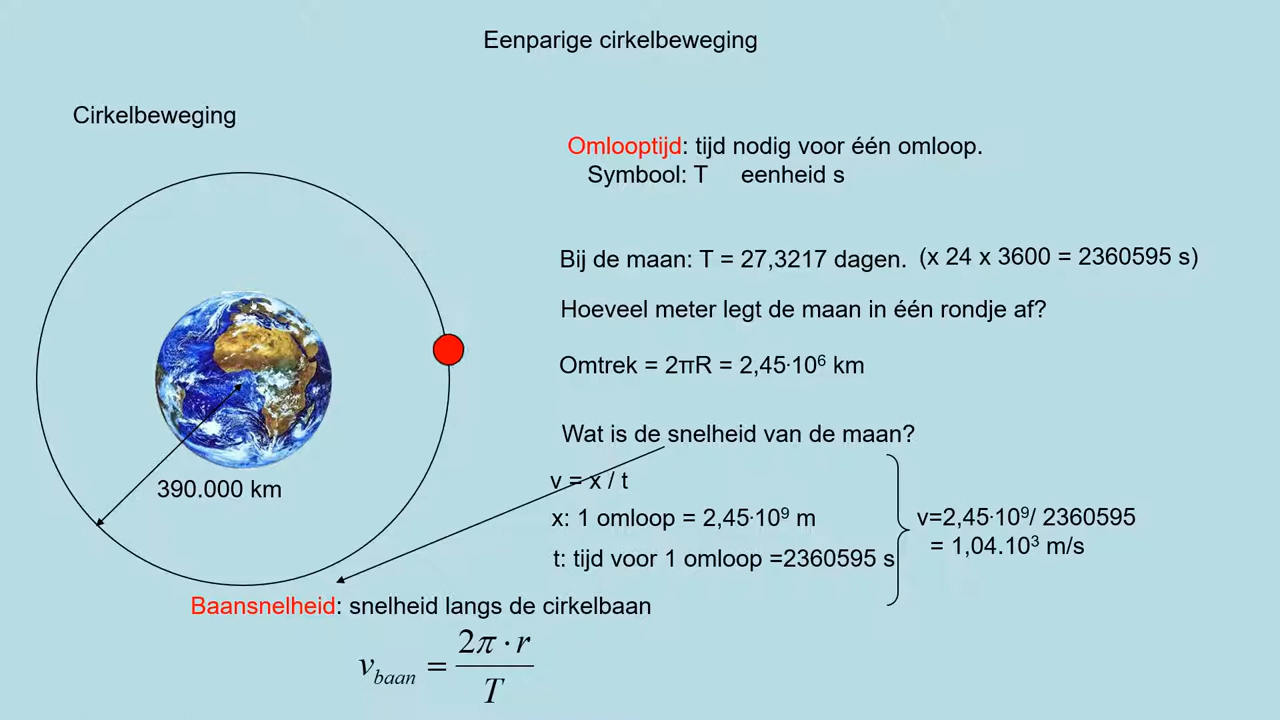 Eenparige cirkelbeweging
Cirkelbeweging
Omlooptijd: tijd nodig voor één omloop.
Symbool: T eenheid s
Bij de maan: T = 27,3217 dagen. (x 24 x 3600 = 2360595 s)
Hoeveel meter legt de maan in één rondje af?
Omtrek = 2πR = 2,45·10⁶ km
Wat is de snelheid van de maan?
v = x / t
390.000 km
x: 1 omloop = 2,45·10⁹ m
t: tijd voor 1 omloop =2360595 s
v=2,45·10⁹/ 2360595
= 1,04.10³ m/s
Baansnelheid: snelheid langs de cirkelbaan
v_baan = 2π · r / T